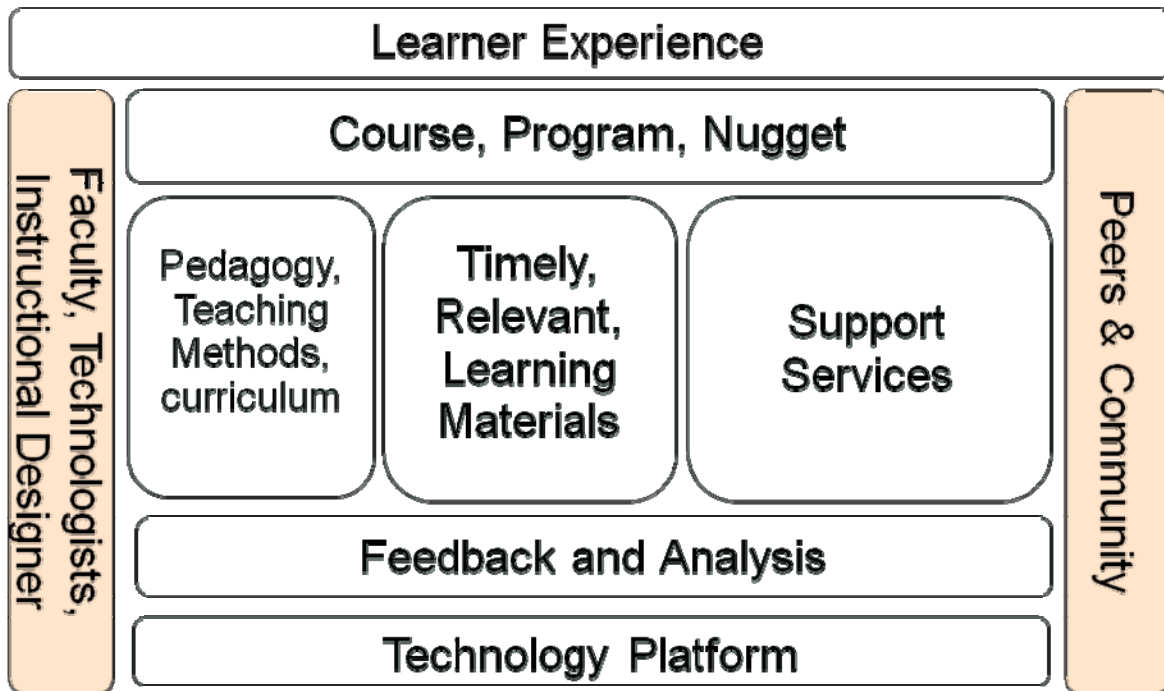 Learner Experience
Faculty, Technologists,
Instructional Designer
Course, Program, Nugget
Pedagogy,
Teaching
Methods,
curriculum
Timely,
Relevant,
Learning
Materials
Support
Services
Peers & Community
Feedback and Analysis
Technology Platform